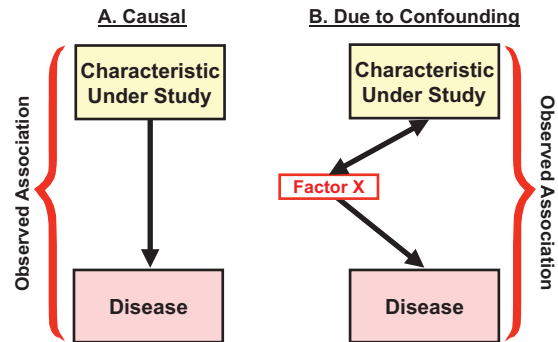 A. Causal
Characteristic
Under Study
Observed Association
Disease
B. Due to Confounding
Characteristic
Under Study
Factor X
Observed Association
Disease